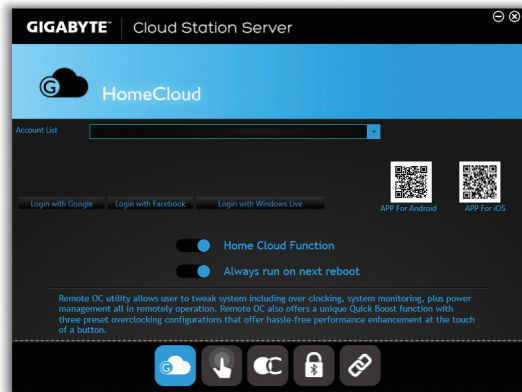 GIGABYTE™ Cloud Station Server
G HomeCloud
Account List
Login with Google Login with Facebook Login with Windows Live
APP For Android APP For iOS
Home Cloud Function
Always run on next reboot
Remote OC utility allows user to tweak system including over clocking, system monitoring, plus power
management all in remotely operation. Remote OC also offers a unique Quick Boost function with
three preset overclocking configurations that offer hassle-free performance enhancement at the touch
of a button.
G